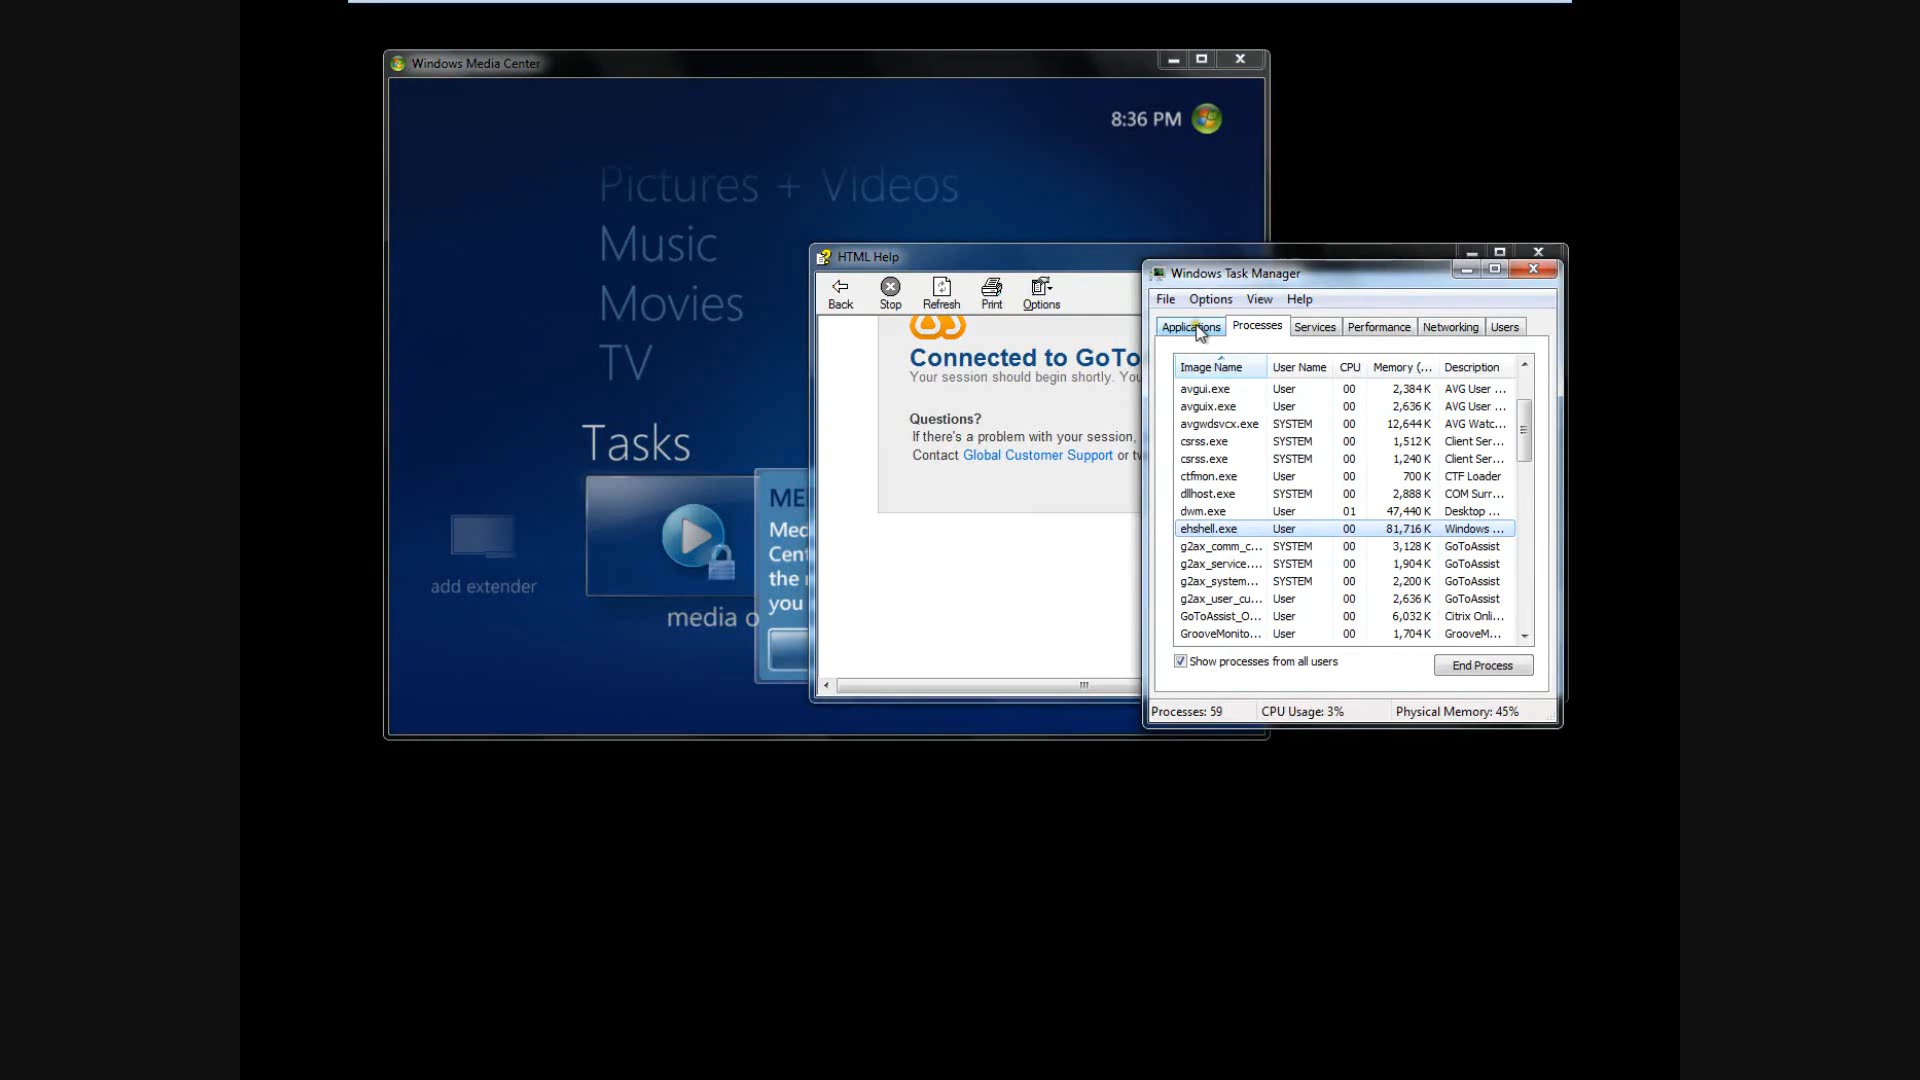 Windows Media Center
8:36 PM
Pictures + Videos
Music
Movies
TV
Tasks
add extender
media o
ME
Med
Cent
the
you
HTML Help
Back
Stop
Refresh
Print
Options
Connected to GoTo
Your session should begin shortly. You
Questions?
If there's a problem with your session,
Contact Global Customer Support or tw
Windows Task Manager
File Options View Help
Applications Processes Services Performance Networking Users
Image Name User Name CPU Memory (... Description
avgui.exe User 00 2,384 K AVG User ...
avguix.exe User 00 2,636 K AVG User ...
avgwdsvcx.exe SYSTEM 00 12,644 K AVG Watc...
csrss.exe SYSTEM 00 1,512 K Client Ser...
csrss.exe SYSTEM 00 1,240 K Client Ser...
ctfmon.exe User 00 700 K CTF Loader
dllhost.exe SYSTEM 00 2,888 K COM Surr...
dwm.exe User 01 47,440 K Desktop ...
ehshell.exe User 00 81,716 K Windows ...
g2ax_comm_c... SYSTEM 00 3,128 K GoToAssist
g2ax_service.... SYSTEM 00 1,904 K GoToAssist
g2ax_system... SYSTEM 00 2,200 K GoToAssist
g2ax_user_cu... User 00 2,636 K GoToAssist
GoToAssist_O... User 00 6,032 K Citrix Onli...
GrooveMonito... User 00 1,704 K GrooveM...
Show processes from all users
End Process
Processes: 59 CPU Usage: 3% Physical Memory: 45%